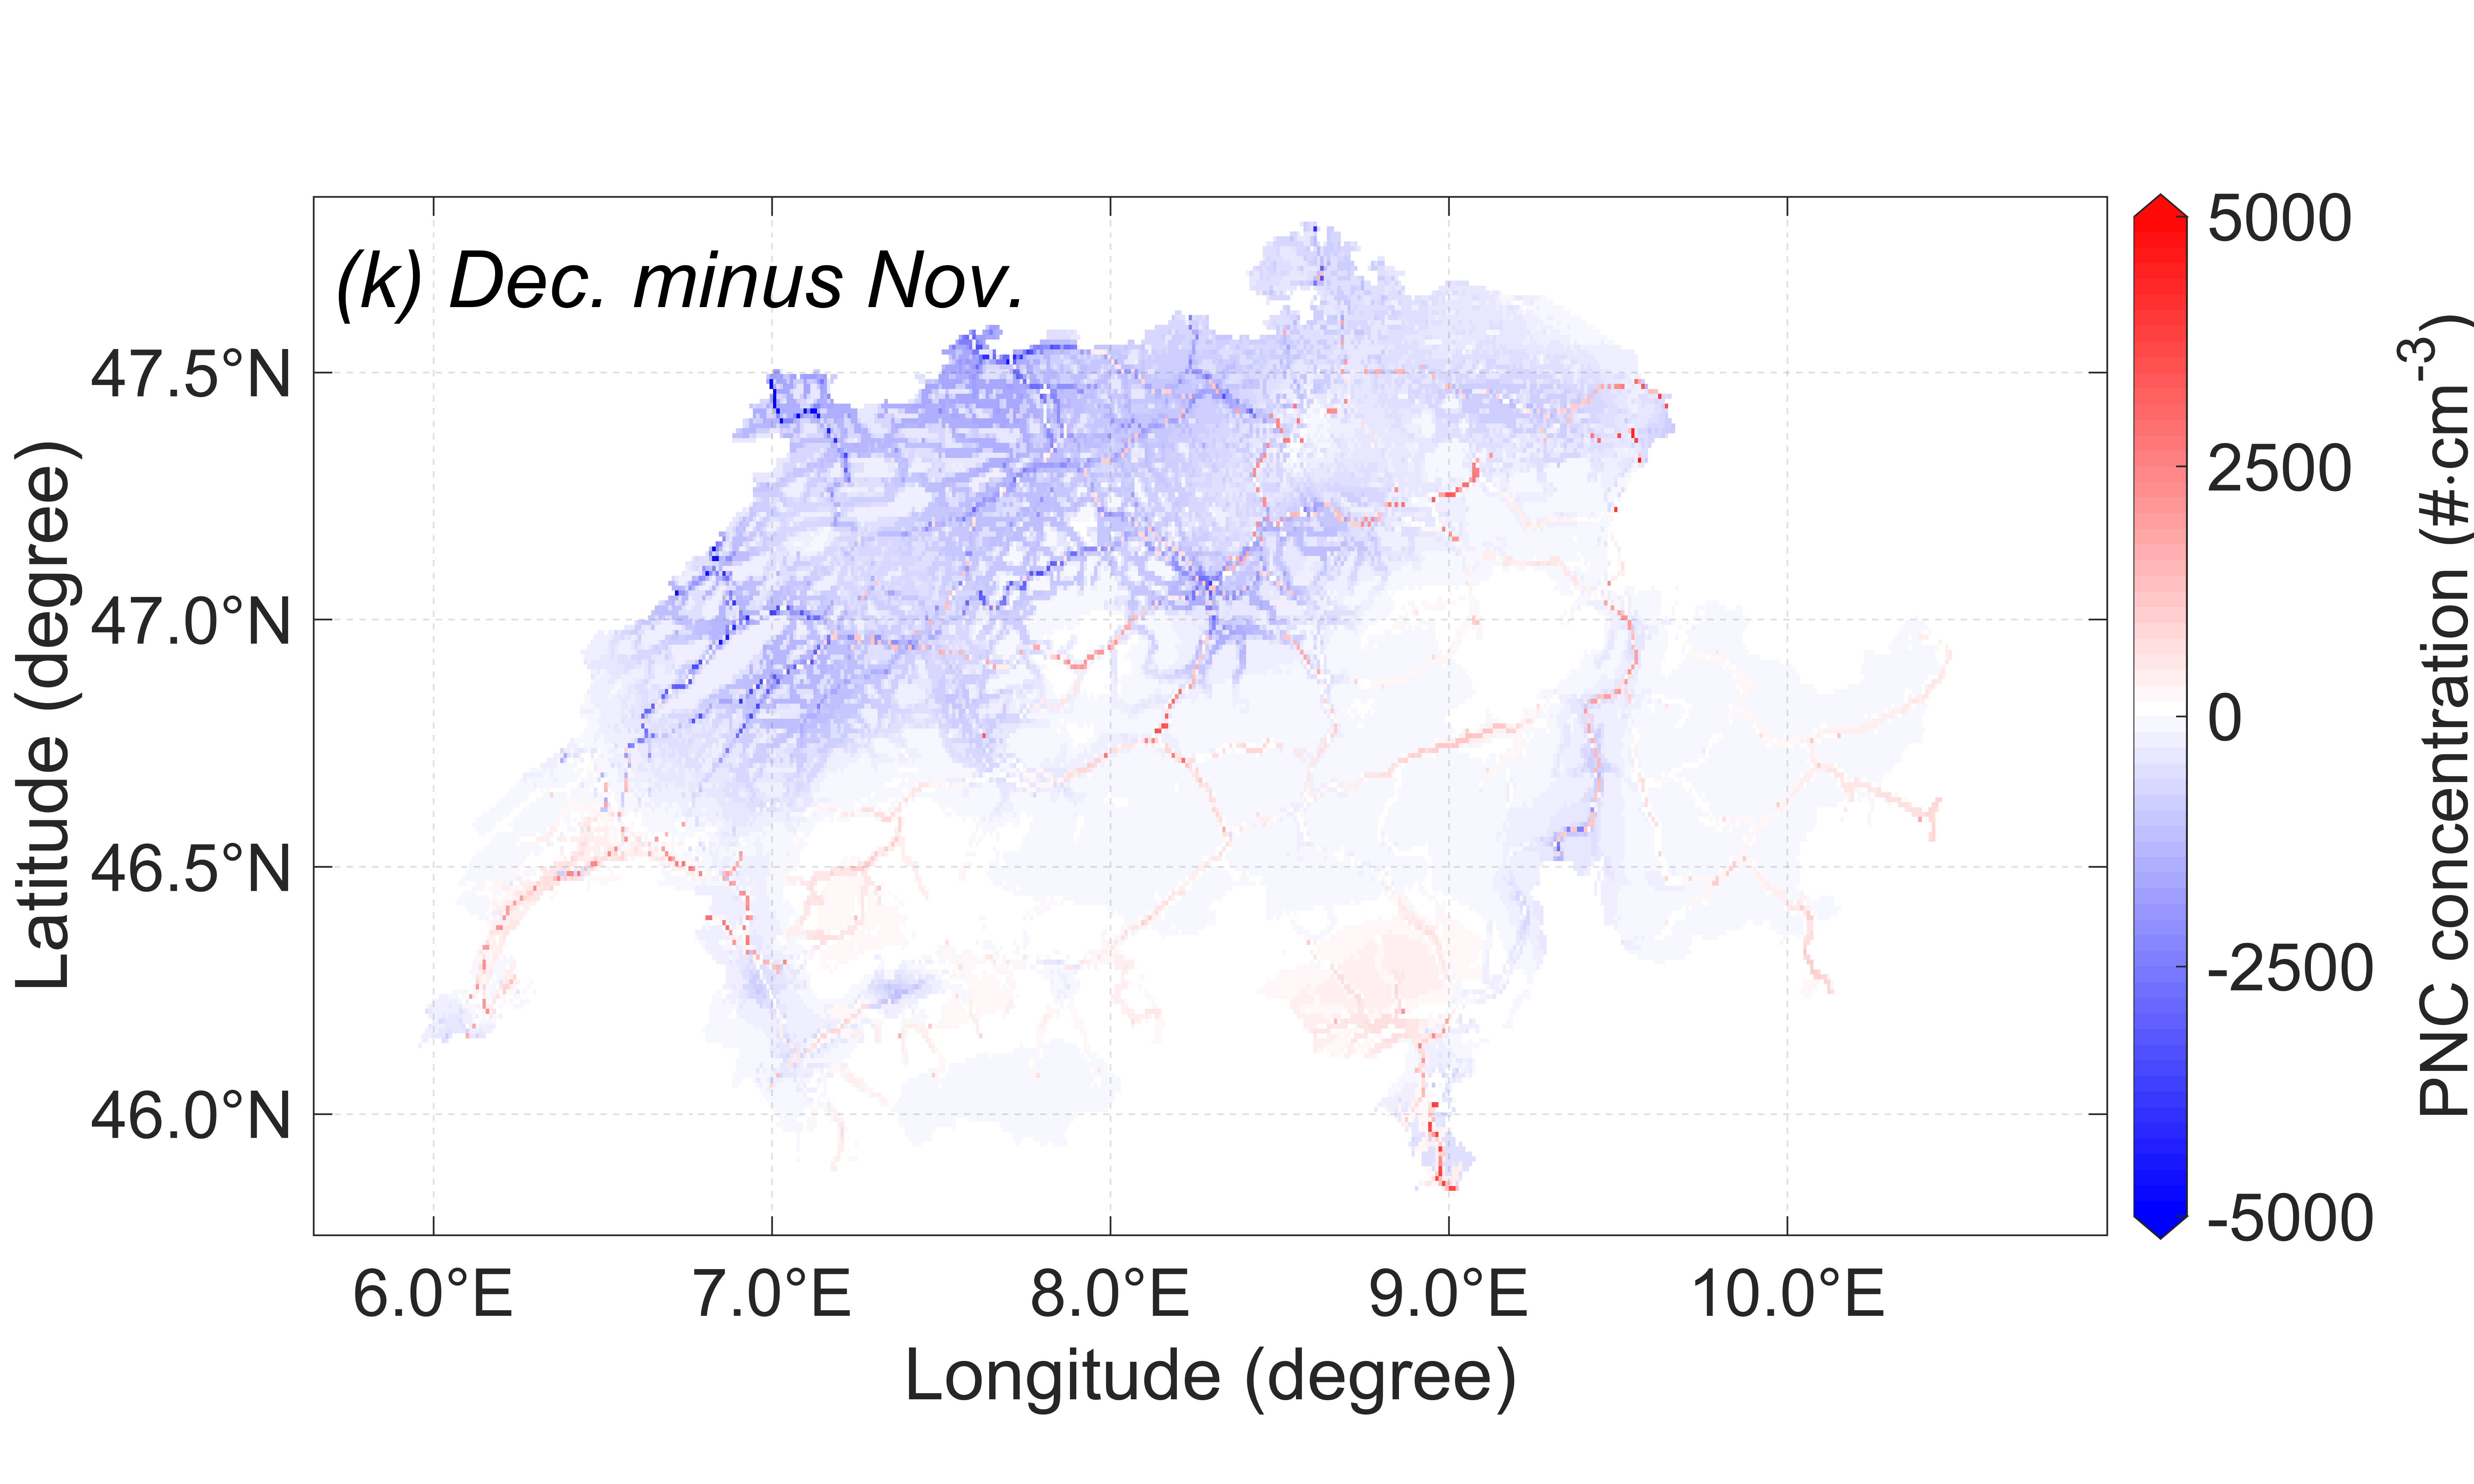 (k) Dec. minus Nov.
47.5°N
47.0°N
46.5°N
46.0°N
Latitude (degree)
6.0°E 7.0°E 8.0°E 9.0°E 10.0°E
Longitude (degree)
5000
2500
0
-2500
-5000
PNC concentration (#·cm⁻³)